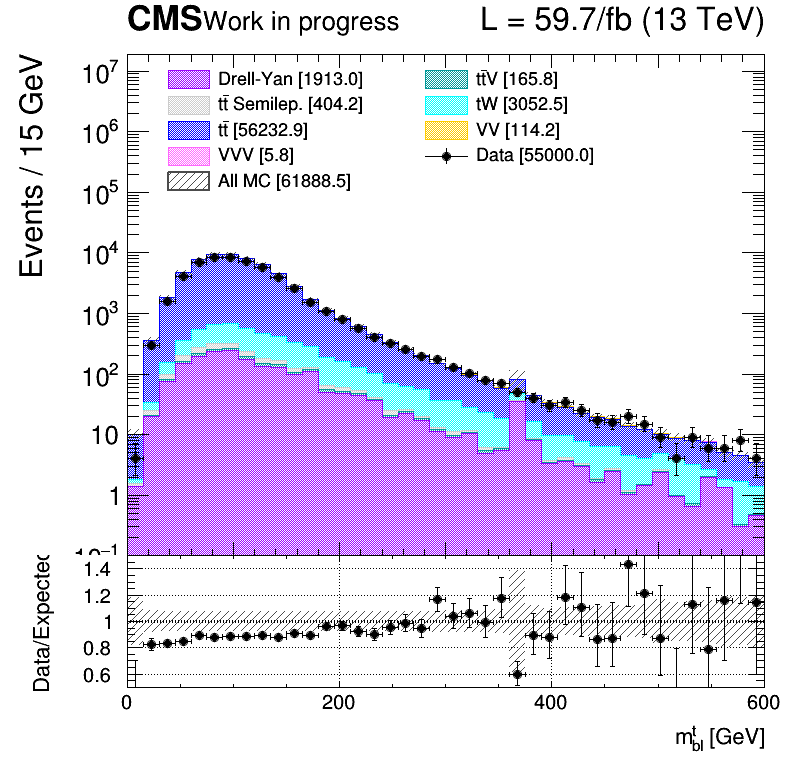 CMS Work in progress L = 59.7/fb (13 TeV)
Events / 15 GeV
10⁷
10⁶
10⁵
10⁴
10³
10²
10
1
10⁻¹
Drell-Yan [1913.0]
tt̄ Semilep. [404.2]
tt̄ [56232.9]
VVV [5.8]
All MC [61888.5]
tt̄V [165.8]
tW [3052.5]
VV [114.2]
Data [55000.0]
Data/Expected
1.4
1.2
1
0.8
0.6
0 200 400 600
mᵗbl [GeV]